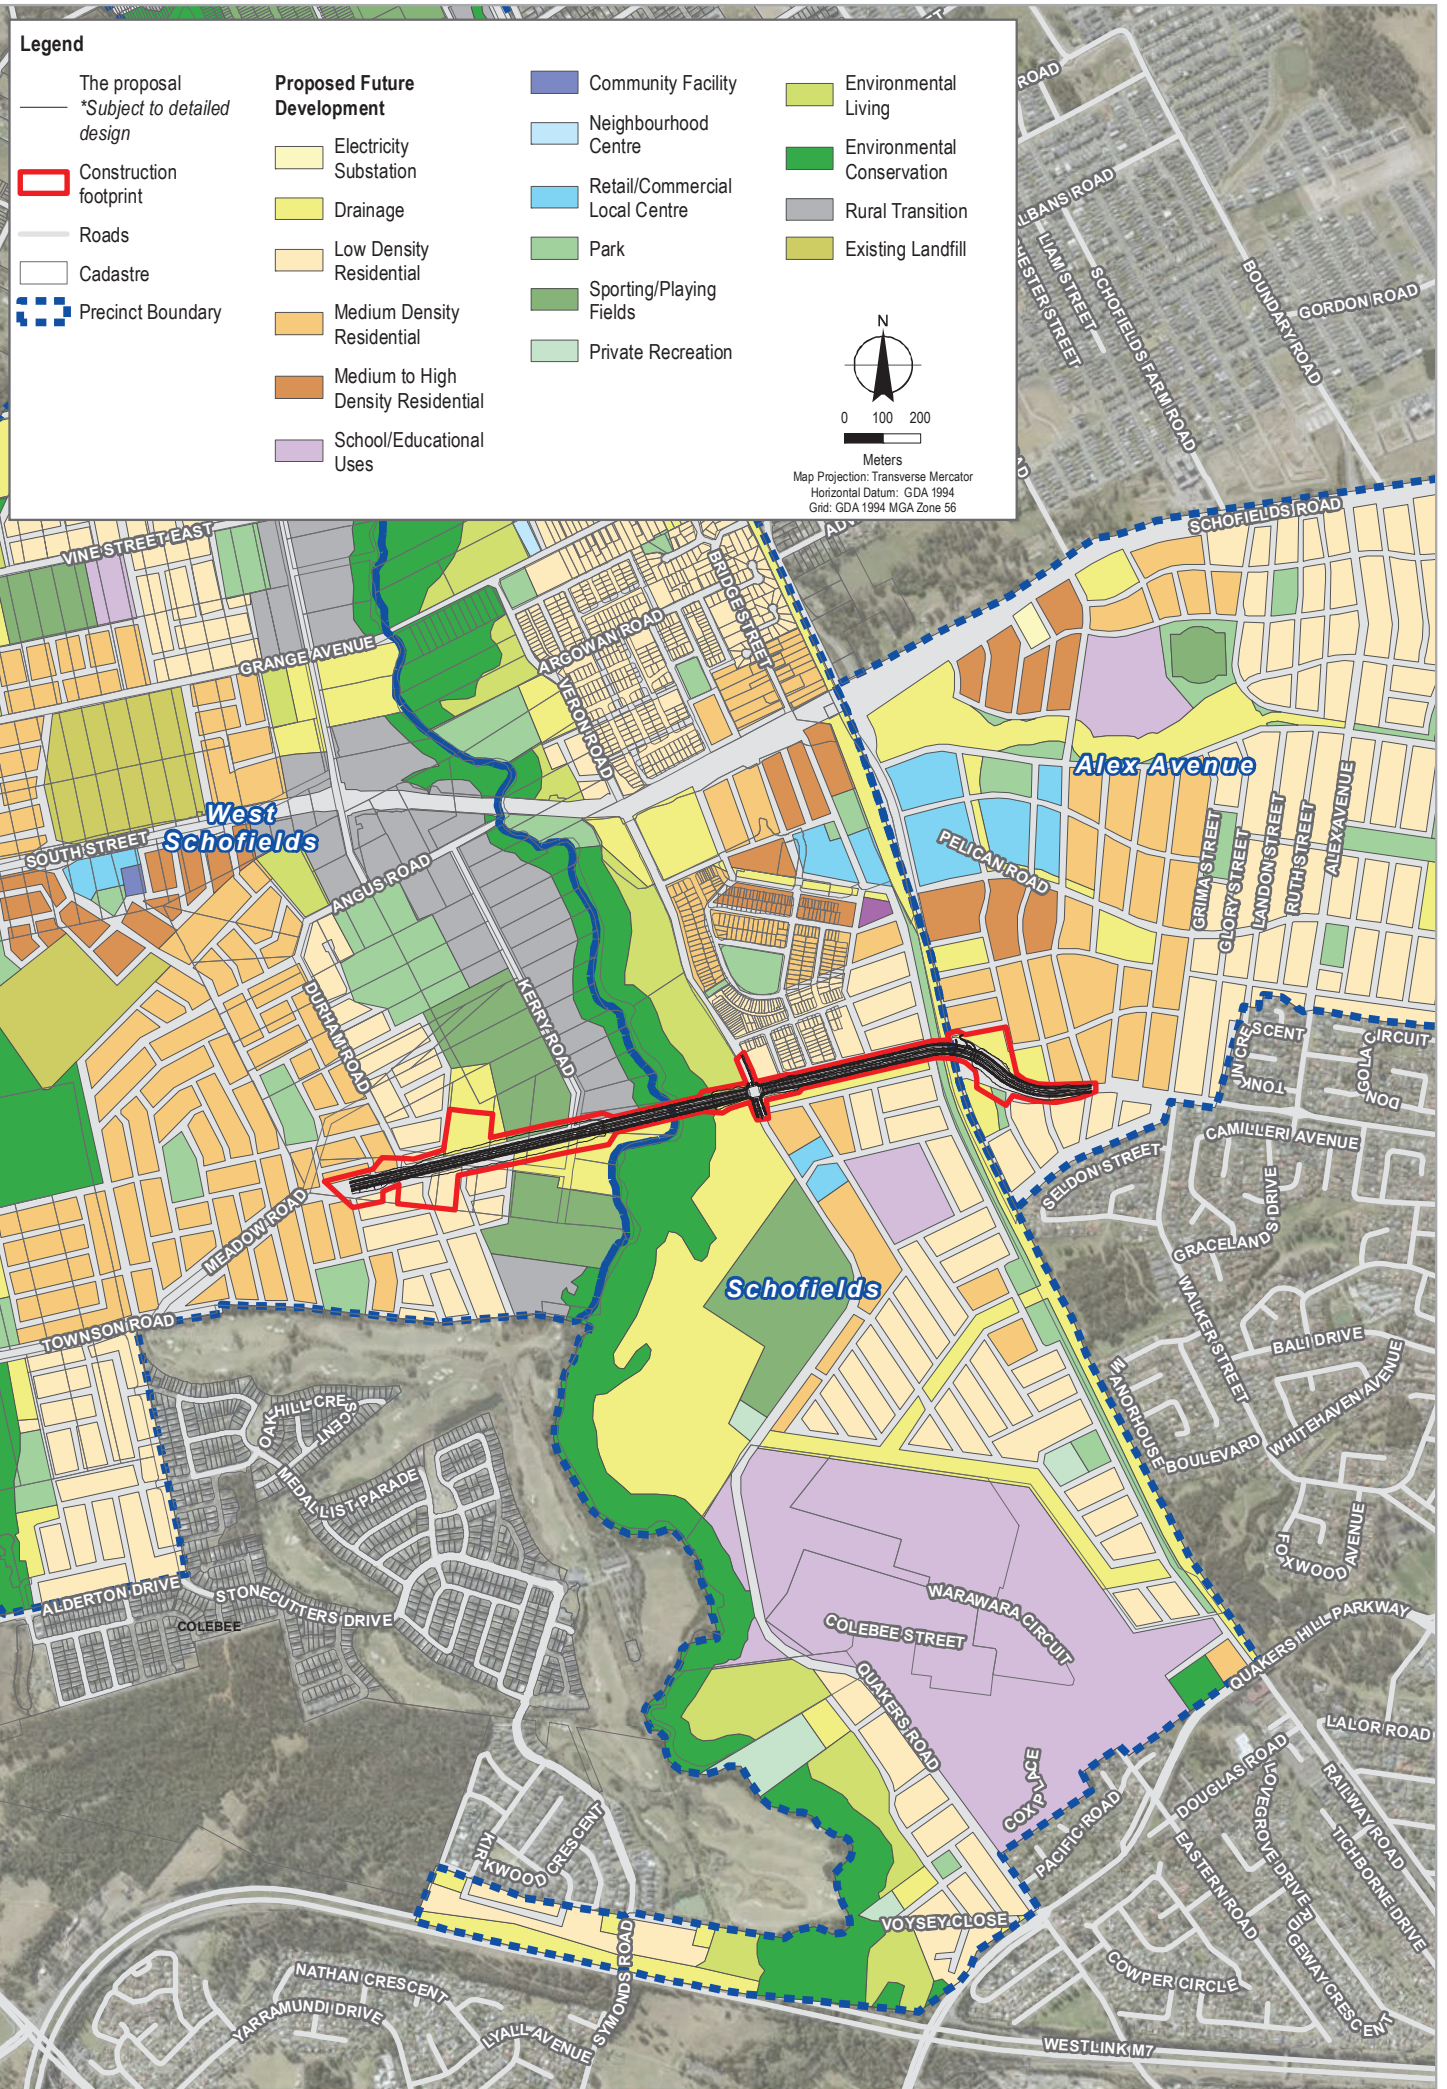 Legend
The proposal
*Subject to detailed
design
Construction
footprint
Roads
Cadastre
Precinct Boundary
Proposed Future
Development
Electricity
Substation
Drainage
Low Density
Residential
Medium Density
Residential
Medium to High
Density Residential
School/Educational
Uses
Community Facility
Neighbourhood
Centre
Retail/Commercial
Local Centre
Park
Sporting/Playing
Fields
Private Recreation
Environmental
Living
Environmental
Conservation
Rural Transition
Existing Landfill
N
0 100 200
Meters
Map Projection: Transverse Mercator
Horizontal Datum: GDA 1994
Grid: GDA 1994 MGA Zone 56
ROAD
ALBANS ROAD
LIAM STREET
HESTER STREET
SCHOFIELDS FARM ROAD
BOUNDARY ROAD
GORDON ROAD
SCHOFIELDS ROAD
VINE STREET EAST
GRANGE AVENUE
ARGOWAN ROAD
BRIDGE STREET
VERON ROAD
Alex Avenue
West
Schofields
SOUTH STREET
ANGUS ROAD
PELICAN ROAD
GRIMA STREET
GLORY STREET
LANDON STREET
RUTH STREET
ALEX AVENUE
DURHAM ROAD
KERRY ROAD
CIRCUIT
DONGOLA
CAMILLERI AVENUE
SELDON STREET
GRACELANDS DRIVE
MEADOW ROAD
TOWNSON ROAD
Schofields
WALKER STREET
BALI DRIVE
MANORHOUSE
BOULEVARD
WHITEHAVEN AVENUE
OAK HILL CRESCENT
MEDALLIST PARADE
FOXWOOD AVENUE
ALDERTON DRIVE
STONECUTTERS DRIVE
COLEBEE
WARAWARA CIRCUIT
COLEBEE STREET
QUAKERS HILL PARKWAY
QUAKERS ROAD
LALOR ROAD
COX PLACE
DOUGLAS ROAD
PACIFIC ROAD
LOVEGROVE DRIVE
RAILWAY ROAD
TICHBORNE DRIVE
EASTERN ROAD
RIDGEWAY CRESCENT
KIRKWOOD CRESCENT
VOYSEY CLOSE
COWPER CIRCLE
NATHAN CRESCENT
YARRAMUNDI DRIVE
LYALL AVENUE
SYMONDS ROAD
WESTLINK M7